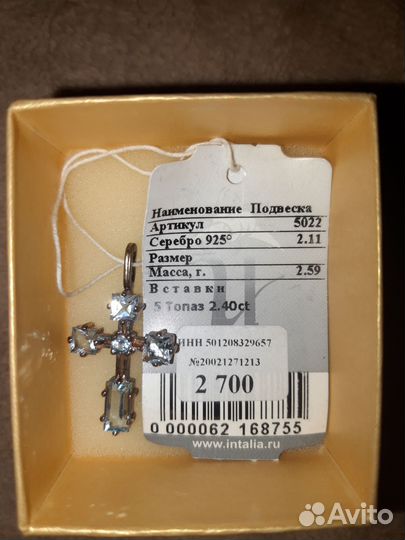 Наименование Подвеска
Артикул 5022
Серебро 925° 2.11
Размер
Масса, г. 2.59
Вставки
5 Топаз 2.40ct
ИНН 501208329657
№20021271213
2 700
0 000062 168755
www.intalia.ru
Avito